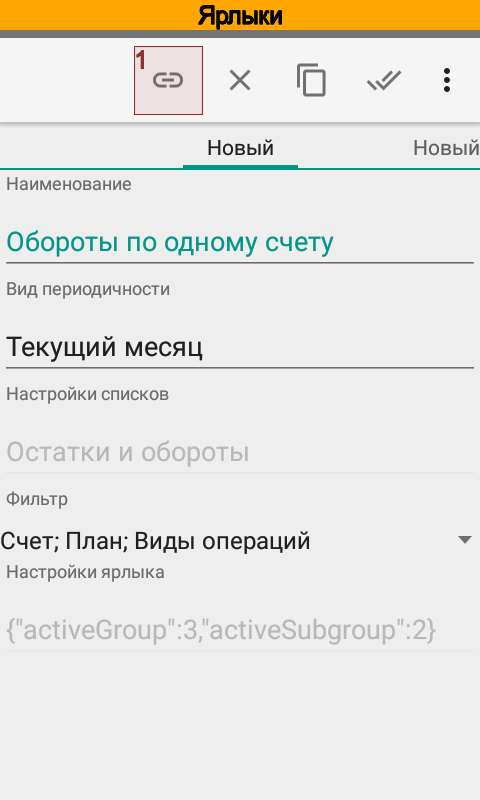 Ярлыки
1
Новый
Новый
Наименование
Обороты по одному счету
Вид периодичности
Текущий месяц
Настройки списков
Остатки и обороты
Фильтр
Счет; План; Виды операций
Настройки ярлыка
{"activeGroup":3,"activeSubgroup":2}